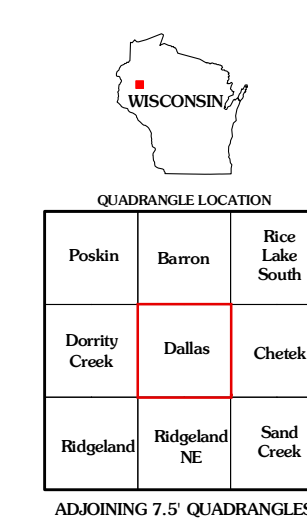 WISCONSIN
QUADRANGLE LOCATION
Poskin
Barron
Rice
Lake
South
Dorrity
Creek
Dallas
Chetek
Ridgeland
Ridgeland
NE
Sand
Creek
ADJOINING 7.5' QUADRANGLES